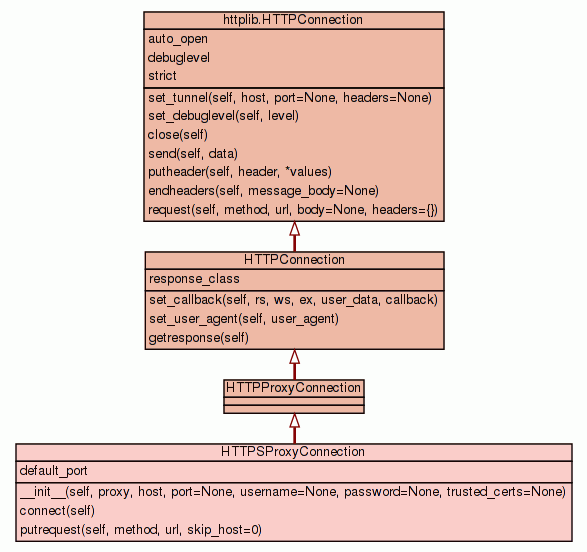 httplib.HTTPConnection
auto_open
debuglevel
strict
set_tunnel(self, host, port=None, headers=None)
set_debuglevel(self, level)
close(self)
send(self, data)
putheader(self, header, *values)
endheaders(self, message_body=None)
request(self, method, url, body=None, headers={})
HTTPConnection
response_class
set_callback(self, rs, ws, ex, user_data, callback)
set_user_agent(self, user_agent)
getresponse(self)
HTTPProxyConnection
HTTPSProxyConnection
default_port
__init__(self, proxy, host, port=None, username=None, password=None, trusted_certs=None)
connect(self)
putrequest(self, method, url, skip_host=0)